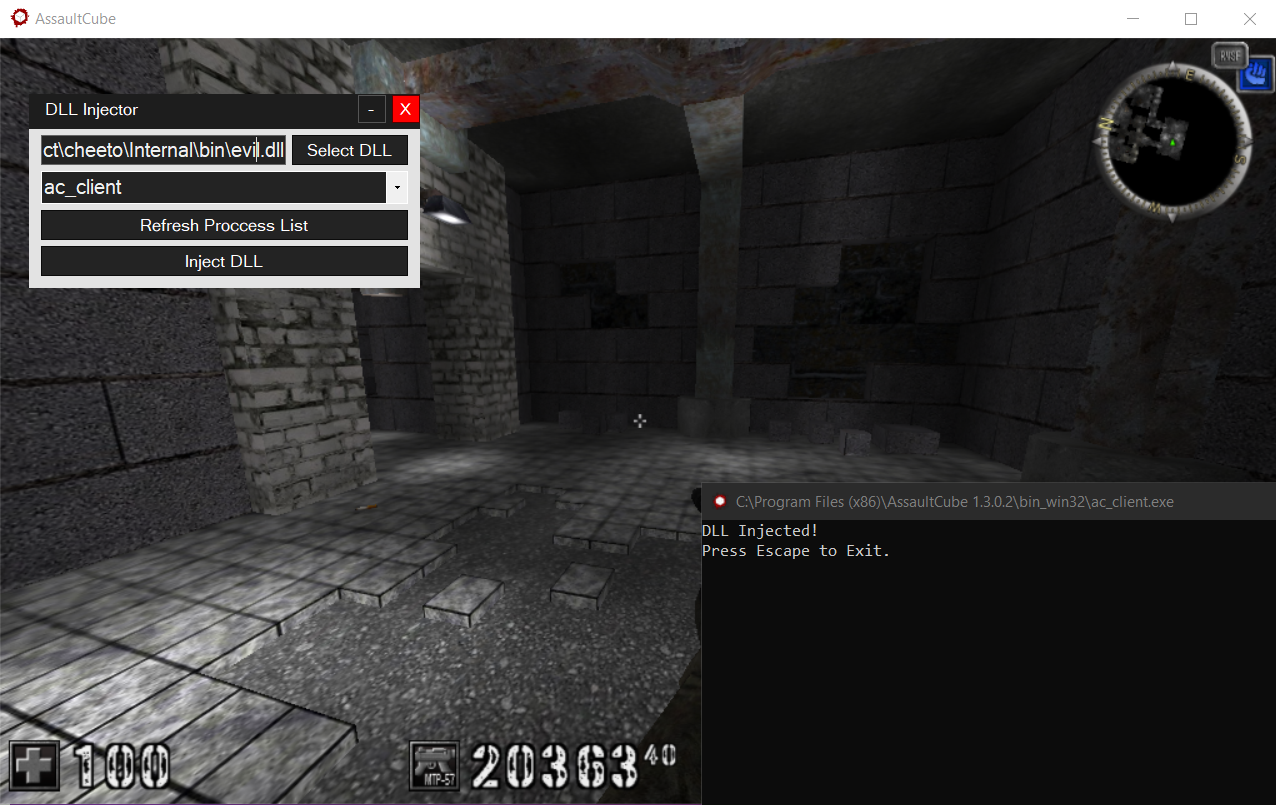 AssaultCube
DLL Injector
-
X
ct\cheeto\Internal\bin\evil.dll
Select DLL
ac_client
Refresh Proccess List
Inject DLL
RVSF
N
E
S
W
C:\Program Files (x86)\AssaultCube 1.3.0.2\bin_win32\ac_client.exe
DLL Injected!
Press Escape to Exit.
100
MTP-57
20363
40